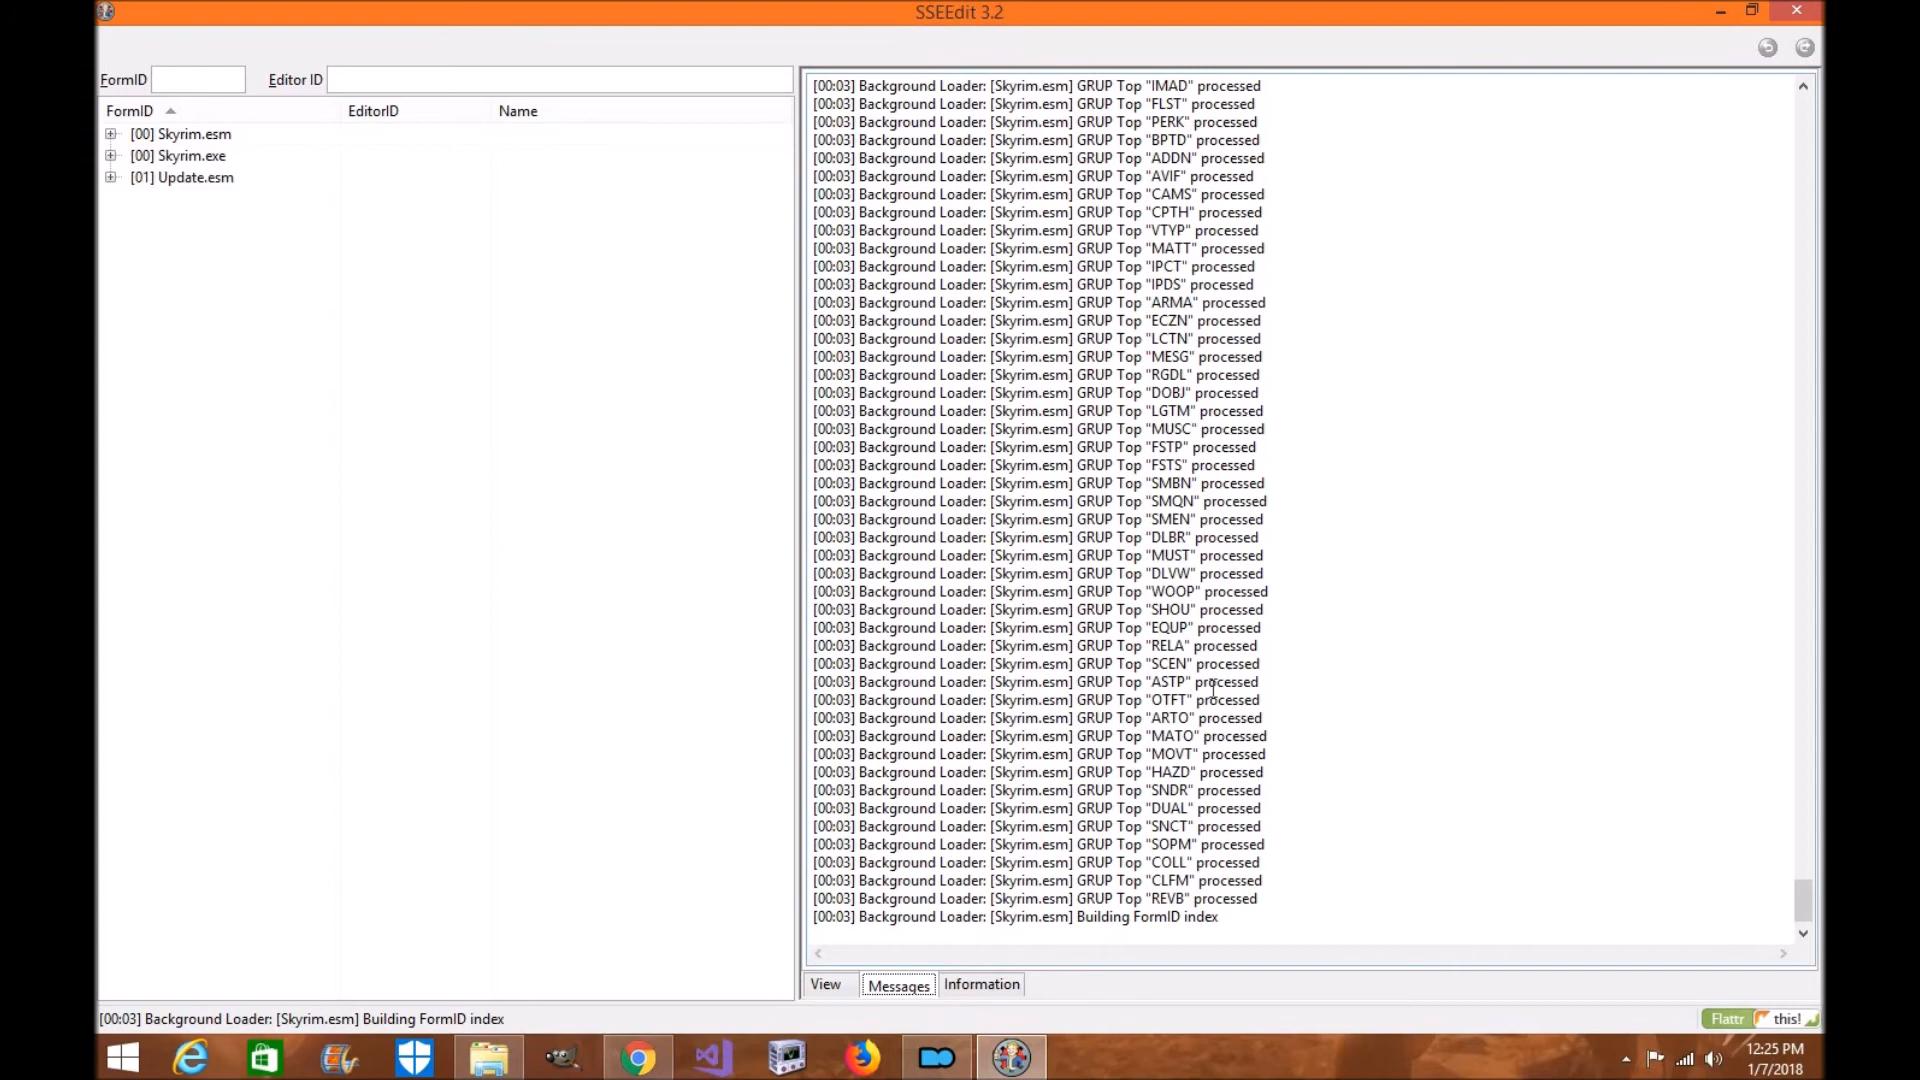 SSEEdit 3.2
FormID
Editor ID
FormID EditorID Name
[00] Skyrim.esm
[00] Skyrim.exe
[01] Update.esm
[00:03] Background Loader: [Skyrim.esm] GRUP Top "IMAD" processed
[00:03] Background Loader: [Skyrim.esm] GRUP Top "FLST" processed
[00:03] Background Loader: [Skyrim.esm] GRUP Top "PERK" processed
[00:03] Background Loader: [Skyrim.esm] GRUP Top "BPTD" processed
[00:03] Background Loader: [Skyrim.esm] GRUP Top "ADDN" processed
[00:03] Background Loader: [Skyrim.esm] GRUP Top "AVIF" processed
[00:03] Background Loader: [Skyrim.esm] GRUP Top "CAMS" processed
[00:03] Background Loader: [Skyrim.esm] GRUP Top "CPTH" processed
[00:03] Background Loader: [Skyrim.esm] GRUP Top "VTYP" processed
[00:03] Background Loader: [Skyrim.esm] GRUP Top "MATT" processed
[00:03] Background Loader: [Skyrim.esm] GRUP Top "IPCT" processed
[00:03] Background Loader: [Skyrim.esm] GRUP Top "IPDS" processed
[00:03] Background Loader: [Skyrim.esm] GRUP Top "ARMA" processed
[00:03] Background Loader: [Skyrim.esm] GRUP Top "ECZN" processed
[00:03] Background Loader: [Skyrim.esm] GRUP Top "LCTN" processed
[00:03] Background Loader: [Skyrim.esm] GRUP Top "MESG" processed
[00:03] Background Loader: [Skyrim.esm] GRUP Top "RGDL" processed
[00:03] Background Loader: [Skyrim.esm] GRUP Top "DOBJ" processed
[00:03] Background Loader: [Skyrim.esm] GRUP Top "LGTM" processed
[00:03] Background Loader: [Skyrim.esm] GRUP Top "MUSC" processed
[00:03] Background Loader: [Skyrim.esm] GRUP Top "FSTP" processed
[00:03] Background Loader: [Skyrim.esm] GRUP Top "FSTS" processed
[00:03] Background Loader: [Skyrim.esm] GRUP Top "SMBN" processed
[00:03] Background Loader: [Skyrim.esm] GRUP Top "SMQN" processed
[00:03] Background Loader: [Skyrim.esm] GRUP Top "SMEN" processed
[00:03] Background Loader: [Skyrim.esm] GRUP Top "DLBR" processed
[00:03] Background Loader: [Skyrim.esm] GRUP Top "MUST" processed
[00:03] Background Loader: [Skyrim.esm] GRUP Top "DLVW" processed
[00:03] Background Loader: [Skyrim.esm] GRUP Top "WOOP" processed
[00:03] Background Loader: [Skyrim.esm] GRUP Top "SHOU" processed
[00:03] Background Loader: [Skyrim.esm] GRUP Top "EQUP" processed
[00:03] Background Loader: [Skyrim.esm] GRUP Top "RELA" processed
[00:03] Background Loader: [Skyrim.esm] GRUP Top "SCEN" processed
[00:03] Background Loader: [Skyrim.esm] GRUP Top "ASTP" processed
[00:03] Background Loader: [Skyrim.esm] GRUP Top "OTFT" processed
[00:03] Background Loader: [Skyrim.esm] GRUP Top "ARTO" processed
[00:03] Background Loader: [Skyrim.esm] GRUP Top "MATO" processed
[00:03] Background Loader: [Skyrim.esm] GRUP Top "MOVT" processed
[00:03] Background Loader: [Skyrim.esm] GRUP Top "HAZD" processed
[00:03] Background Loader: [Skyrim.esm] GRUP Top "SNDR" processed
[00:03] Background Loader: [Skyrim.esm] GRUP Top "DUAL" processed
[00:03] Background Loader: [Skyrim.esm] GRUP Top "SNCT" processed
[00:03] Background Loader: [Skyrim.esm] GRUP Top "SOPM" processed
[00:03] Background Loader: [Skyrim.esm] GRUP Top "COLL" processed
[00:03] Background Loader: [Skyrim.esm] GRUP Top "CLFM" processed
[00:03] Background Loader: [Skyrim.esm] GRUP Top "REVB" processed
[00:03] Background Loader: [Skyrim.esm] Building FormID index
View Messages Information
[00:03] Background Loader: [Skyrim.esm] Building FormID index
Flattr this!
12:25 PM
1/7/2018